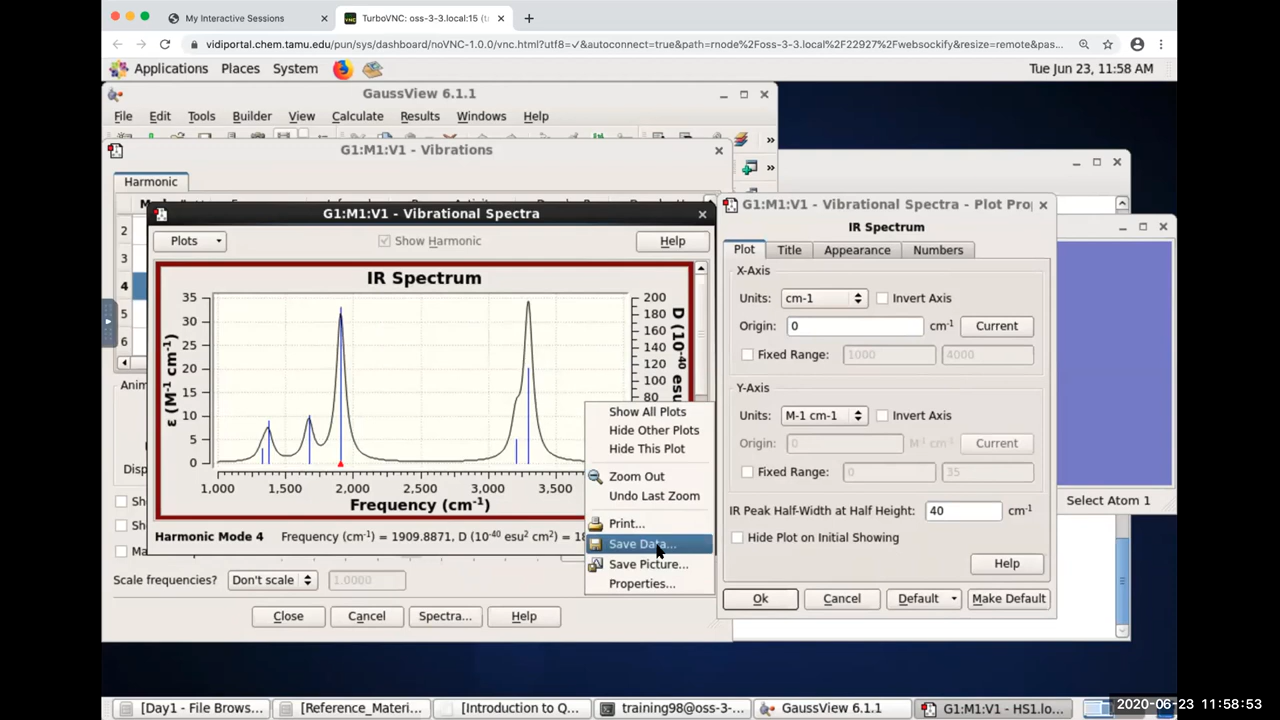 My Interactive Sessions
TurboVNC: oss-3-3.local:15 (t
vidiportal.chem.tamu.edu/pun/sys/dashboard/noVNC-1.0.0/vnc.html?utf8=✓&autoconnect=true&path=rnode%2Foss-3-3.local%2F22927%2Fwebsockify&resize=remote&pas...
Applications Places System
Tue Jun 23, 11:58 AM
GaussView 6.1.1
File Edit Tools Builder View Calculate Results Windows Help
G1:M1:V1 - Vibrations
Harmonic
2
3
4
5
6
G1:M1:V1 - Vibrational Spectra
Plots
Show Harmonic
Help
IR Spectrum
35
30
25
20
15
10
5
0
ε (M-1 cm-1)
200
180
160
140
120
100
80
D (10-40 esu
1,000 1,500 2,000 2,500 3,000 3,500
Frequency (cm-1)
Harmonic Mode 4 Frequency (cm-1) = 1909.8871, D (10-40 esu2 cm2) = 18
Show All Plots
Hide Other Plots
Hide This Plot
Zoom Out
Undo Last Zoom
Print...
Save Data...
Save Picture...
Properties...
Scale frequencies? Don't scale 1.0000
Close Cancel Spectra... Help
G1:M1:V1 - Vibrational Spectra - Plot Pro
IR Spectrum
Plot Title Appearance Numbers
X-Axis
Units: cm-1 Invert Axis
Origin: 0 cm-1 Current
Fixed Range: 1000 4000
Y-Axis
Units: M-1 cm-1 Invert Axis
Origin: 0 M-1 cm-1 Current
Fixed Range: 0 35
IR Peak Half-Width at Half Height: 40 cm-1
Hide Plot on Initial Showing
Help
Ok Cancel Default Make Default
Select Atom 1
[Day1 - File Brows...
[Reference_Materi...
[Introduction to Q...
training98@oss-3-...
GaussView 6.1.1
G1:M1:V1 - HS1.lo...
2020-06-23 11:58:53